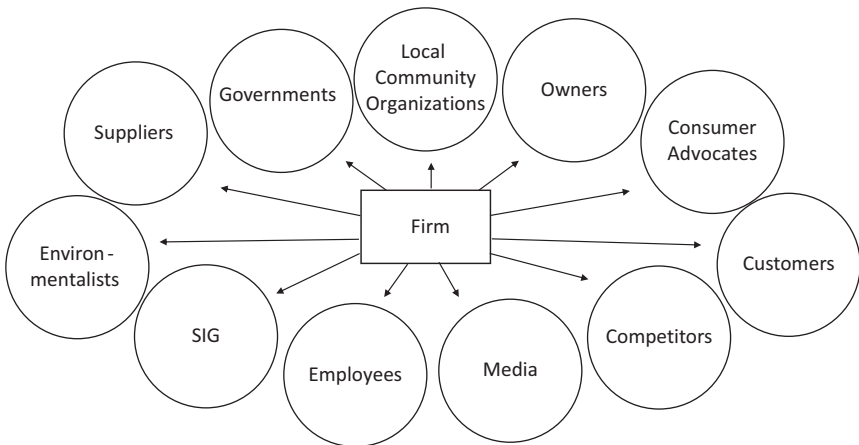 Local
Community
Organizations
Governments
Owners
Suppliers
Consumer
Advocates
Firm
Environ -
mentalists
Customers
SIG
Competitors
Employees
Media